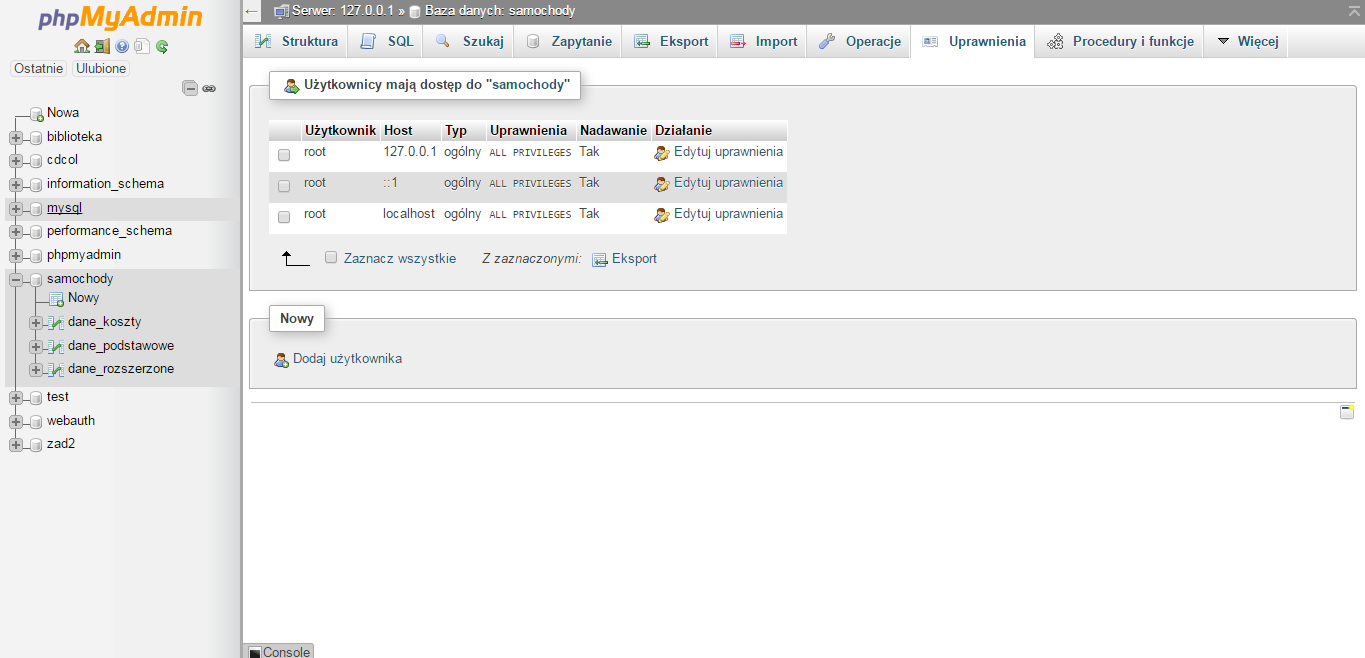 phpMyAdmin
Ostatnie Ulubione
Nowa
biblioteka
cdcol
information_schema
mysql
performance_schema
phpmyadmin
samochody
Nowy
dane_koszty
dane_podstawowe
dane_rozszerzone
test
webauth
zad2
Serwer: 127.0.0.1 » Baza danych: samochody
Struktura SQL Szukaj Zapytanie Eksport Import Operacje Uprawnienia Procedury i funkcje Więcej
Użytkownicy mają dostęp do "samochody"
Użytkownik Host Typ Uprawnienia Nadawanie Działanie
root 127.0.0.1 ogólny ALL PRIVILEGES Tak Edytuj uprawnienia
root ::1 ogólny ALL PRIVILEGES Tak Edytuj uprawnienia
root localhost ogólny ALL PRIVILEGES Tak Edytuj uprawnienia
Zaznacz wszystkie Z zaznaczonymi: Eksport
Nowy
Dodaj użytkownika
Console